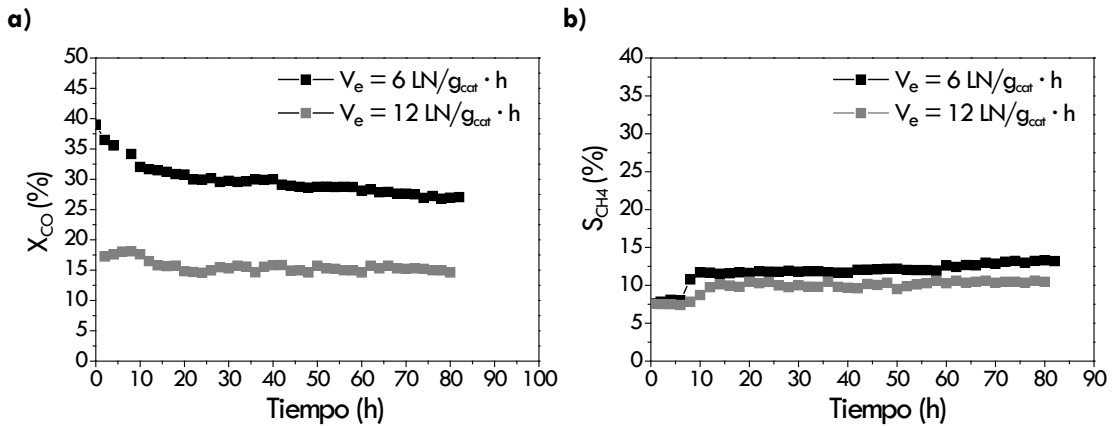 a)
50
45
40
35
30
25
20
15
10
5
0
X_CO (%)
V_e = 6 LN/g_cat · h
V_e = 12 LN/g_cat · h
0 10 20 30 40 50 60 70 80 90 100
Tiempo (h)
b)
40
35
30
25
20
15
10
5
0
S_CH4 (%)
V_e = 6 LN/g_cat · h
V_e = 12 LN/g_cat · h
0 10 20 30 40 50 60 70 80 90
Tiempo (h)